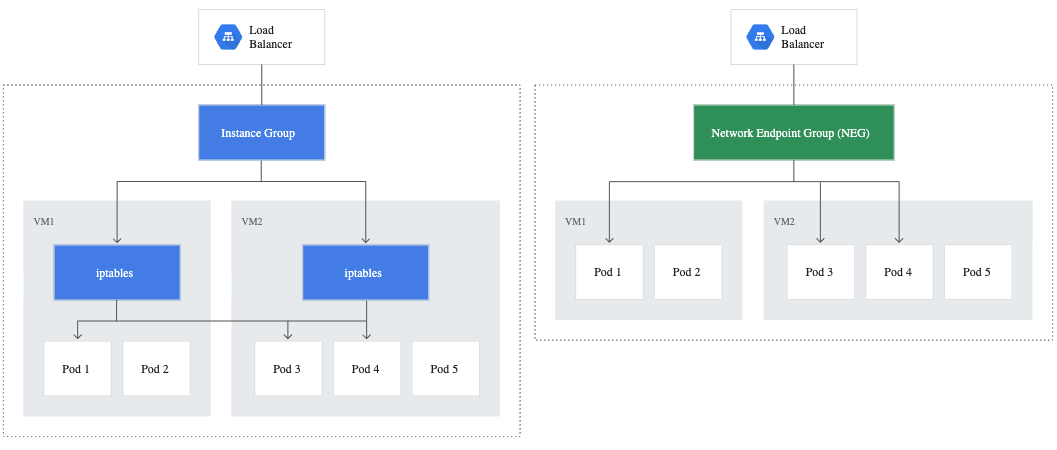 Load
Balancer
Instance Group
VM1
VM2
iptables
iptables
Pod 1
Pod 2
Pod 3
Pod 4
Pod 5
Load
Balancer
Network Endpoint Group (NEG)
VM1
VM2
Pod 1
Pod 2
Pod 3
Pod 4
Pod 5